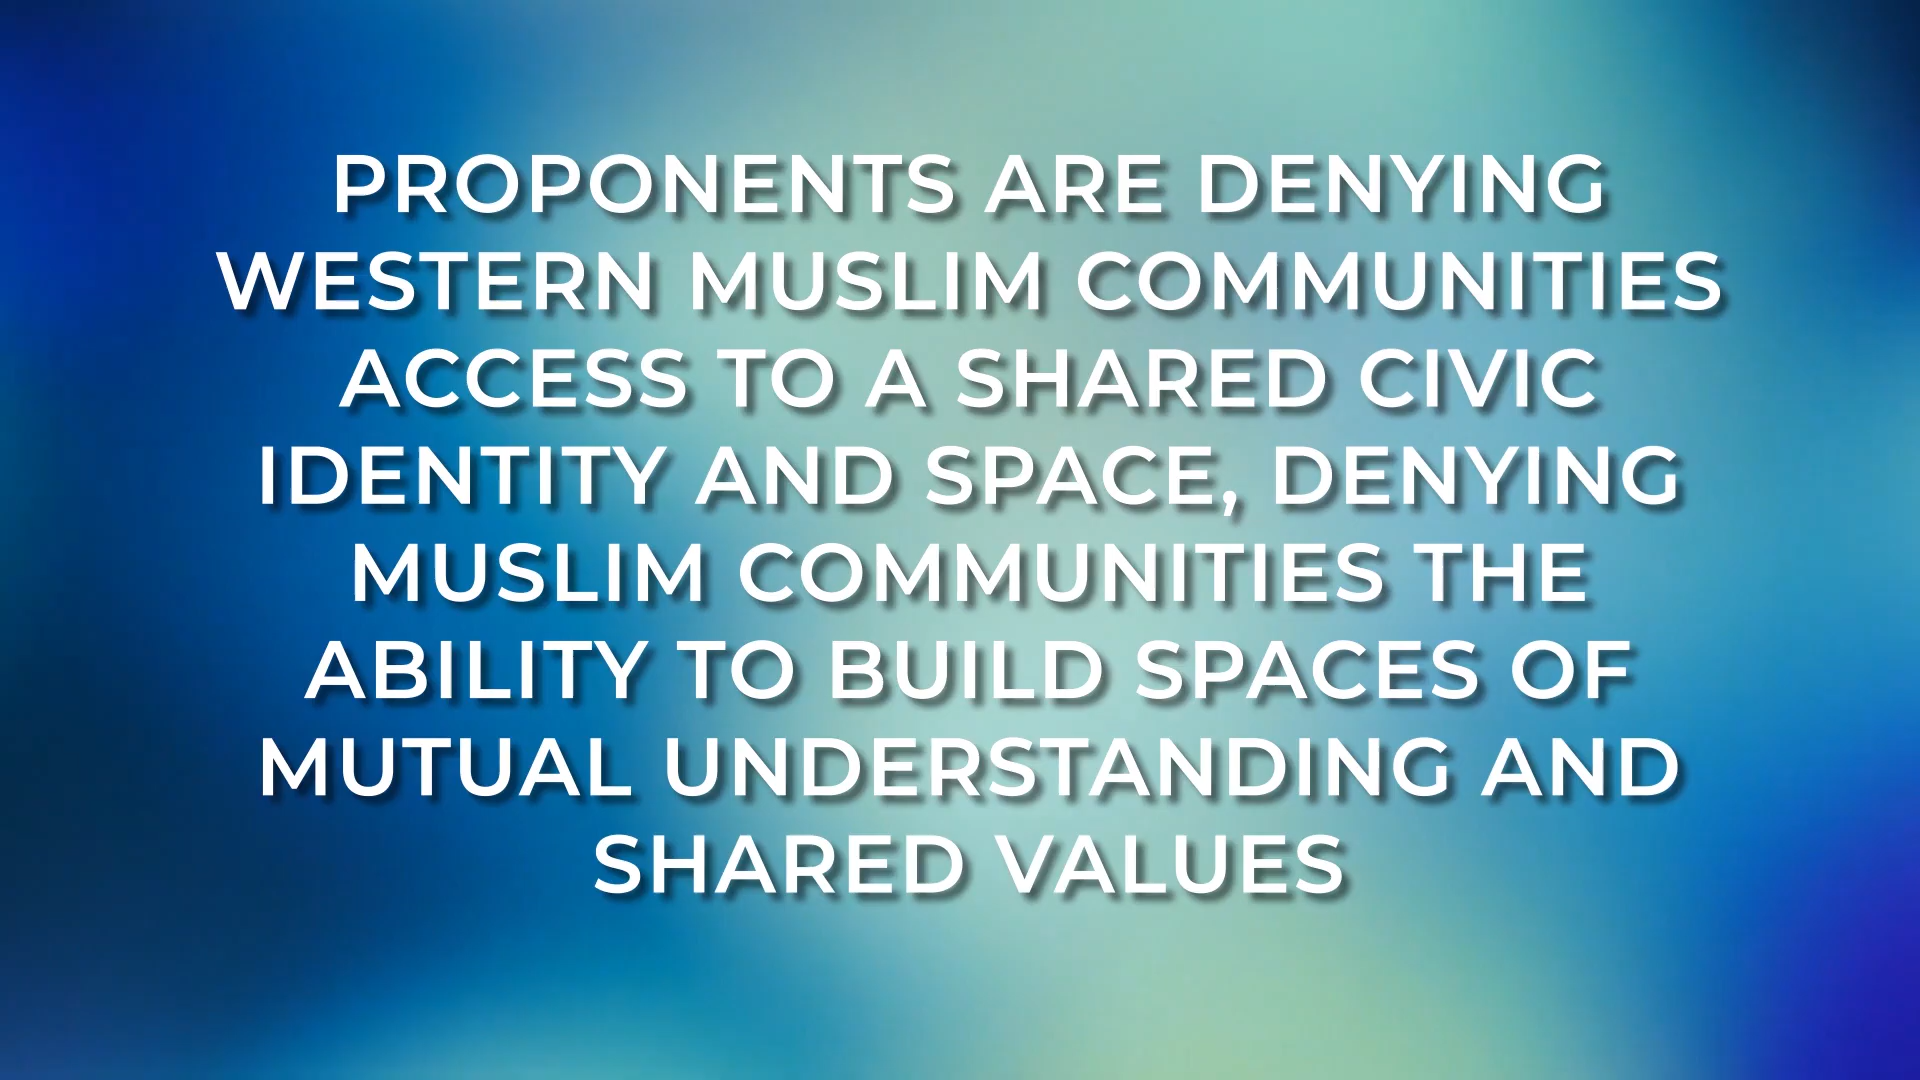 PROPONENTS ARE DENYING
WESTERN MUSLIM COMMUNITIES
ACCESS TO A SHARED CIVIC
IDENTITY AND SPACE, DENYING
MUSLIM COMMUNITIES THE
ABILITY TO BUILD SPACES OF
MUTUAL UNDERSTANDING AND
SHARED VALUES